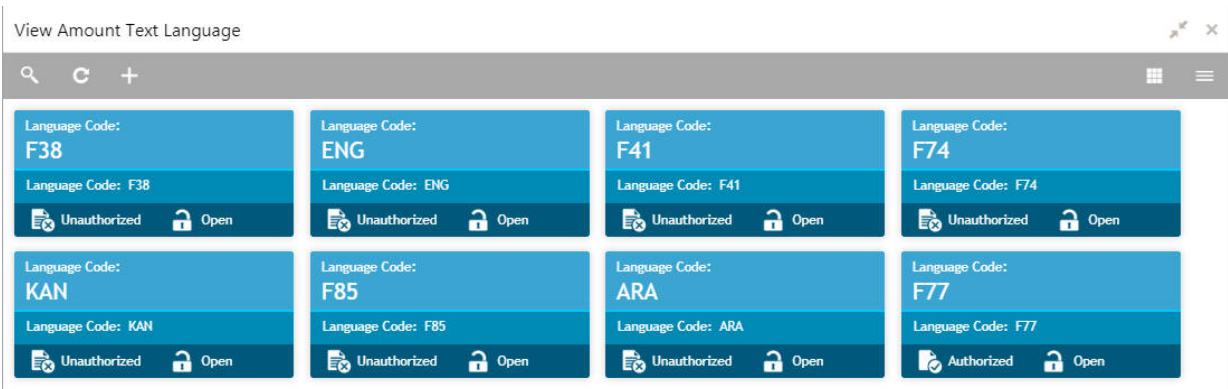 View Amount Text Language
Language Code: Language Code: Language Code: Language Code:
F38 ENG F41 F74
Language Code: F38 Language Code: ENG Language Code: F41 Language Code: F74
Unauthorized Open Unauthorized Open Unauthorized Open Unauthorized Open
Language Code: Language Code: Language Code: Language Code:
KAN F85 ARA F77
Language Code: KAN Language Code: F85 Language Code: ARA Language Code: F77
Unauthorized Open Unauthorized Open Unauthorized Open Authorized Open